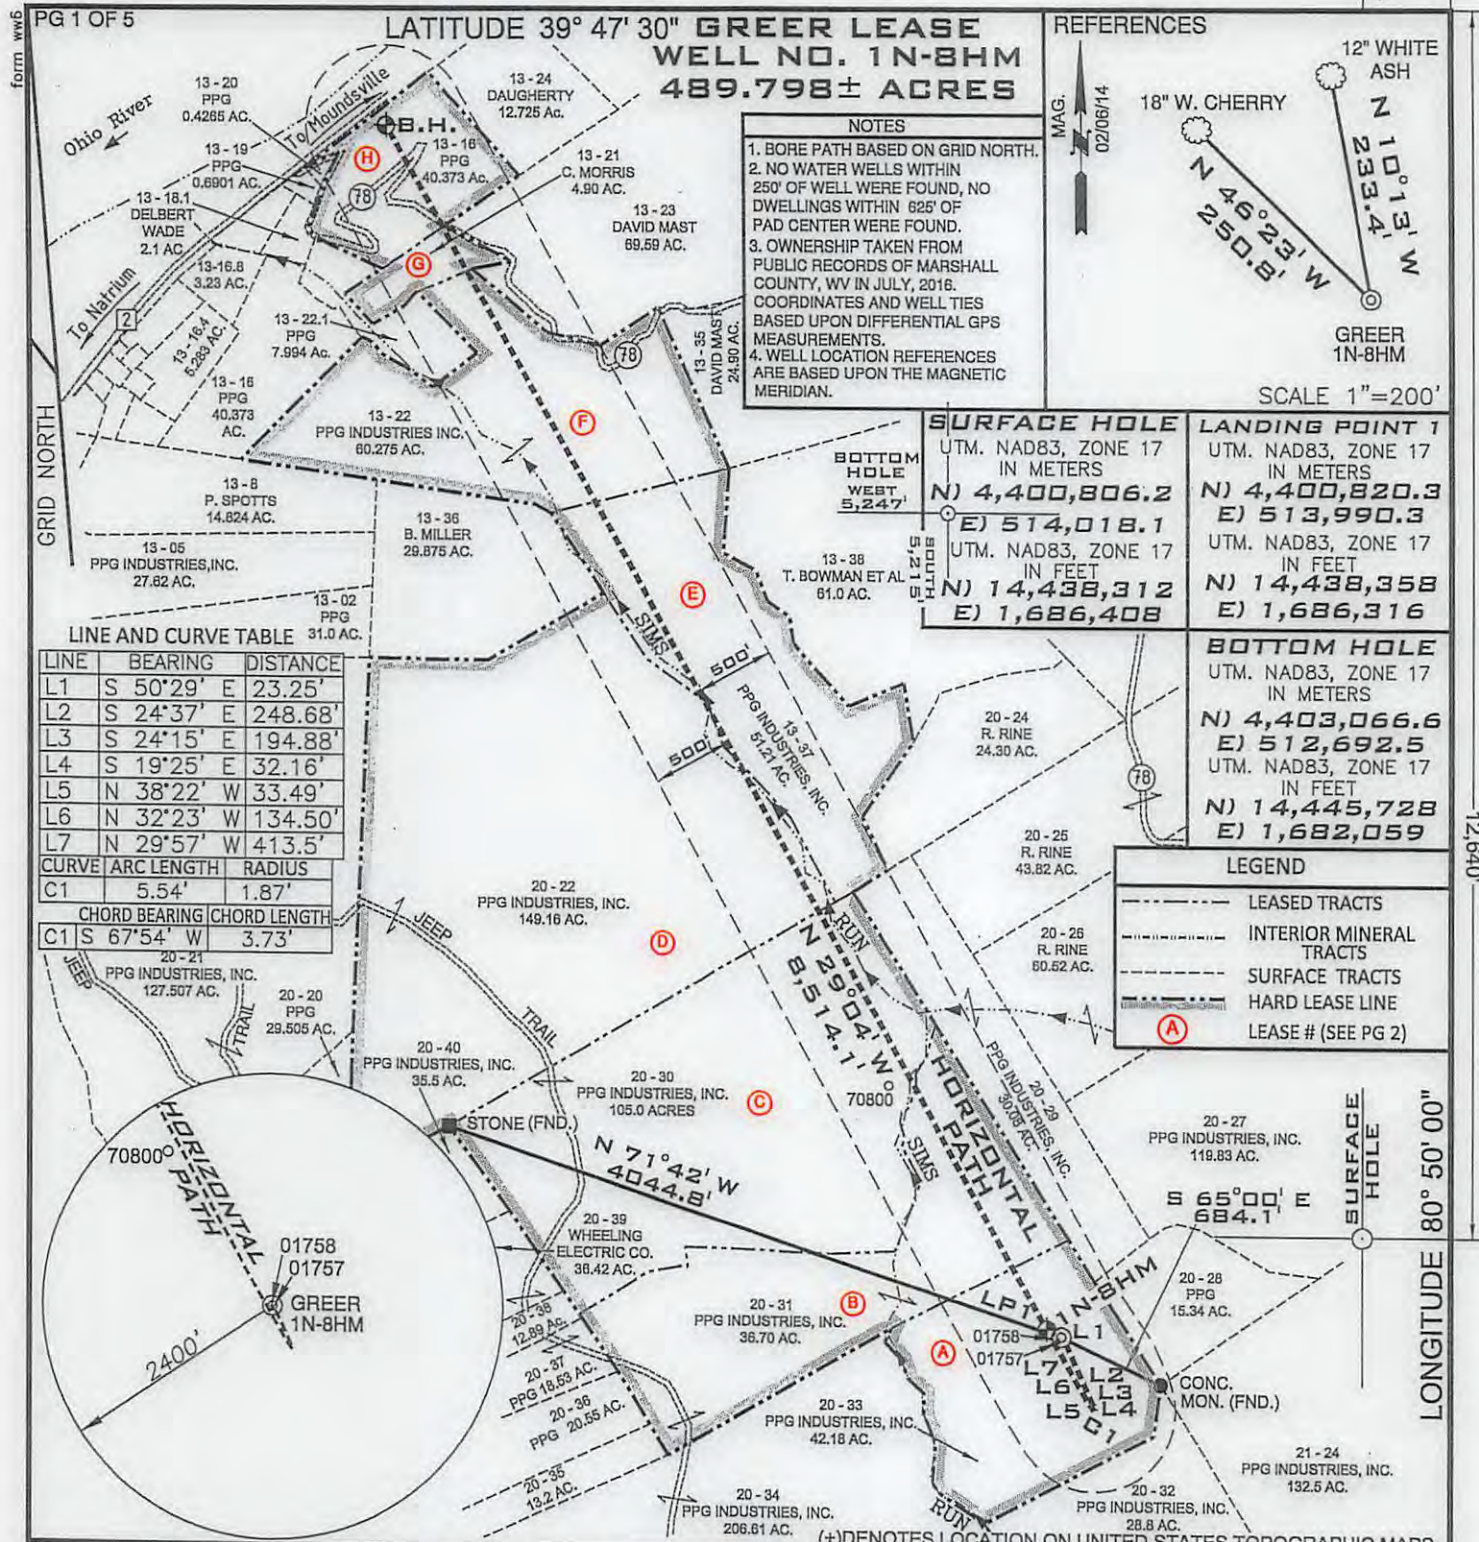 form ww6
PG 1 OF 5
LATITUDE 39° 47' 30"
GREER LEASE
WELL NO. 1N-8HM
489.798± ACRES
REFERENCES
MAG.
02/06/14
12" WHITE
ASH
18" W. CHERRY
N 10°13' W
233.4'
N 46°23' W
250.8'
GREER
1N-8HM
SCALE 1"=200'
NOTES
1. BORE PATH BASED ON GRID NORTH.
2. NO WATER WELLS WITHIN
250' OF WELL WERE FOUND, NO
DWELLINGS WITHIN 625' OF
PAD CENTER WERE FOUND.
3. OWNERSHIP TAKEN FROM
PUBLIC RECORDS OF MARSHALL
COUNTY, WV IN JULY, 2016.
COORDINATES AND WELL TIES
BASED UPON DIFFERENTIAL GPS
MEASUREMENTS.
4. WELL LOCATION REFERENCES
ARE BASED UPON THE MAGNETIC
MERIDIAN.
Ohio River
To Moundsville
To Natrium
2
GRID NORTH
13 - 20
PPG
0.4265 AC.
13 - 19
PPG
0.6901 AC.
13 - 18.1
DELBERT
WADE
2.1 AC.
13-16.8
3.23 AC.
13 - 16.4
5.283 AC.
13 - 16
PPG
40.373
AC.
13 - 24
DAUGHERTY
12.725 Ac.
B.H.
H
13 - 16
PPG
40.373 AC.
78
13 - 21
C. MORRIS
4.90 AC.
13 - 23
DAVID MAST
69.59 AC.
G
13 - 22.1
PPG
7.994 Ac.
78
13 - 35
DAVID MAST
24.90 AC.
13 - 22
PPG INDUSTRIES INC.
60.275 AC.
F
13 - 8
P. SPOTTS
14.824 AC.
13 - 05
PPG INDUSTRIES,INC.
27.62 AC.
13 - 36
B. MILLER
29.875 AC.
13 - 02
PPG
31.0 AC.
BOTTOM
HOLE
WEST
5,247'
SOUTH
5,215'
13 - 38
T. BOWMAN ET AL
61.0 AC.
E
SURFACE HOLE
UTM. NAD83, ZONE 17
IN METERS
N) 4,400,806.2
E) 514,018.1
UTM. NAD83, ZONE 17
IN FEET
N) 14,438,312
E) 1,686,408
LANDING POINT 1
UTM. NAD83, ZONE 17
IN METERS
N) 4,400,820.3
E) 513,990.3
UTM. NAD83, ZONE 17
IN FEET
N) 14,438,358
E) 1,686,316
BOTTOM HOLE
UTM. NAD83, ZONE 17
IN METERS
N) 4,403,066.6
E) 512,692.5
UTM. NAD83, ZONE 17
IN FEET
N) 14,445,728
E) 1,682,059
12,640'
LINE AND CURVE TABLE
LINE BEARING DISTANCE
L1 S 50°29' E 23.25'
L2 S 24°37' E 248.68'
L3 S 24°15' E 194.88'
L4 S 19°25' E 32.16'
L5 N 38°22' W 33.49'
L6 N 32°23' W 134.50'
L7 N 29°57' W 413.5'
CURVE ARC LENGTH RADIUS
C1 5.54' 1.87'
CHORD BEARING CHORD LENGTH
C1 S 67°54' W 3.73'
SIMS
500'
500'
13 - 37
PPG INDUSTRIES, INC.
51.21 AC.
20 - 24
R. RINE
24.30 AC.
78
20 - 25
R. RINE
43.82 AC.
20 - 26
R. RINE
60.52 AC.
LEGEND
LEASED TRACTS
INTERIOR MINERAL
TRACTS
SURFACE TRACTS
HARD LEASE LINE
A
LEASE # (SEE PG 2)
20 - 22
PPG INDUSTRIES, INC.
149.16 AC.
D
JEEP
TRAIL
RUN
N 29°04' W
8,514.1'
20 - 21
PPG INDUSTRIES, INC.
127.507 AC.
JEEP
TRAIL
20 - 20
PPG
29.505 AC.
20 - 40
PPG INDUSTRIES, INC.
35.5 AC.
STONE (FND.)
20 - 30
PPG INDUSTRIES, INC.
105.0 ACRES
C
70800
SIMS
HORIZONTAL
PATH
20 - 29
PPG INDUSTRIES, INC.
30.08 AC.
20 - 27
PPG INDUSTRIES, INC.
119.83 AC.
S 65°00' E
684.1'
SURFACE
HOLE
LONGITUDE 80° 50' 00"
N 71°42' W
4044.8'
HORIZONTAL
PATH
70800
01758
01757
GREER
1N-8HM
2400'
20 - 39
WHEELING
ELECTRIC CO.
36.42 AC.
20 - 38
12.89 Ac.
20 - 37
PPG 18.53 AC.
20 - 36
PPG 20.55 AC.
20 - 35
13.2 AC.
20 - 31
PPG INDUSTRIES, INC.
36.70 AC.
B
A
LP1
1N-8HM
01758
01757
L1
L7
L2
L6
L3
L5
L4
C1
20 - 28
PPG
15.34 AC.
CONC.
MON. (FND.)
20 - 33
PPG INDUSTRIES, INC.
42.18 AC.
20 - 34
PPG INDUSTRIES, INC.
206.61 AC.
RUN
20 - 32
PPG INDUSTRIES, INC.
28.8 AC.
21 - 24
PPG INDUSTRIES, INC.
132.5 AC.
(+)DENOTES LOCATION ON UNITED STATES TOPOGRAPHIC MAPS